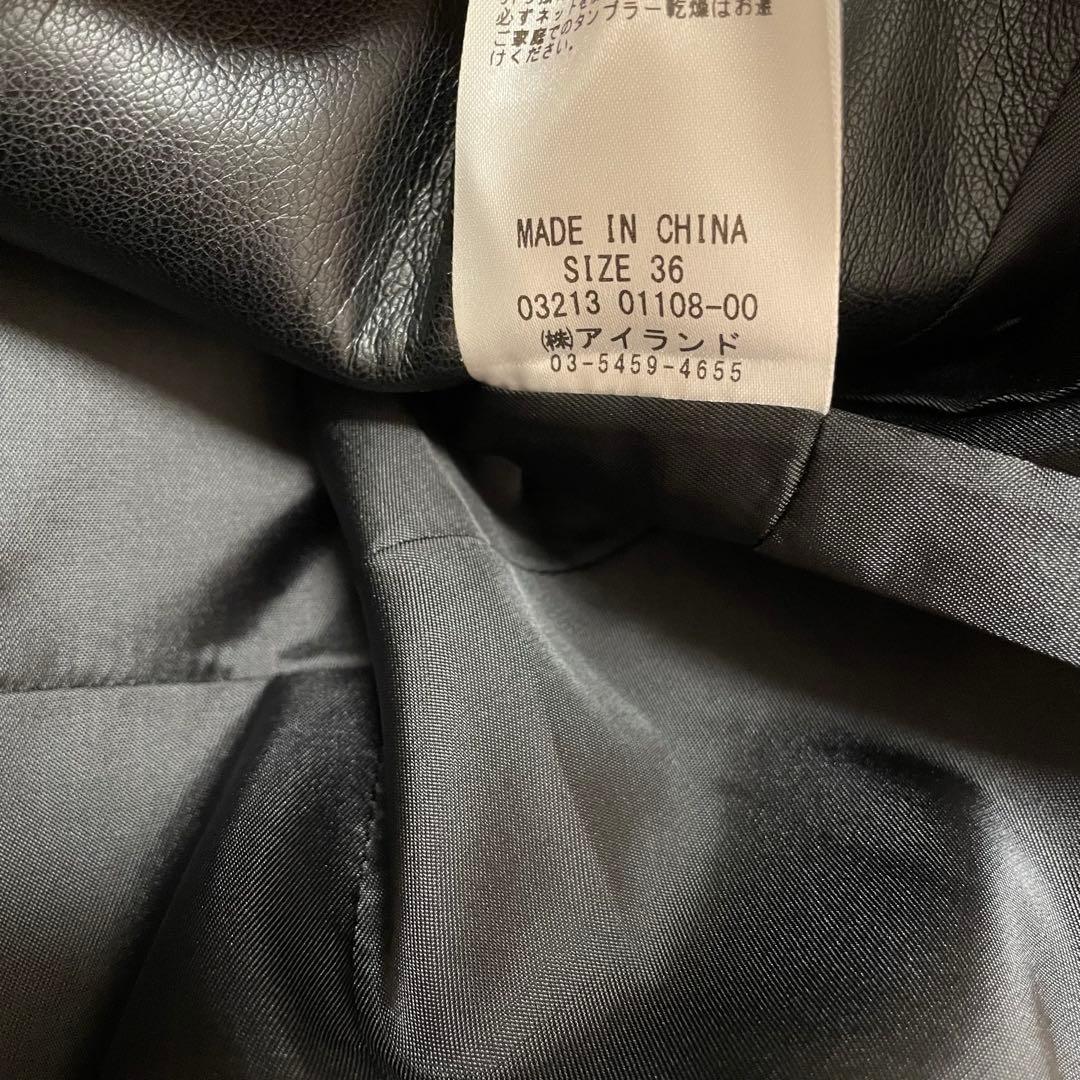 必ずネットを
ご家庭でのタンブラー乾燥はお避
けください。
MADE IN CHINA
SIZE 36
03213 01108-00
㈱アイランド
03-5459-4655